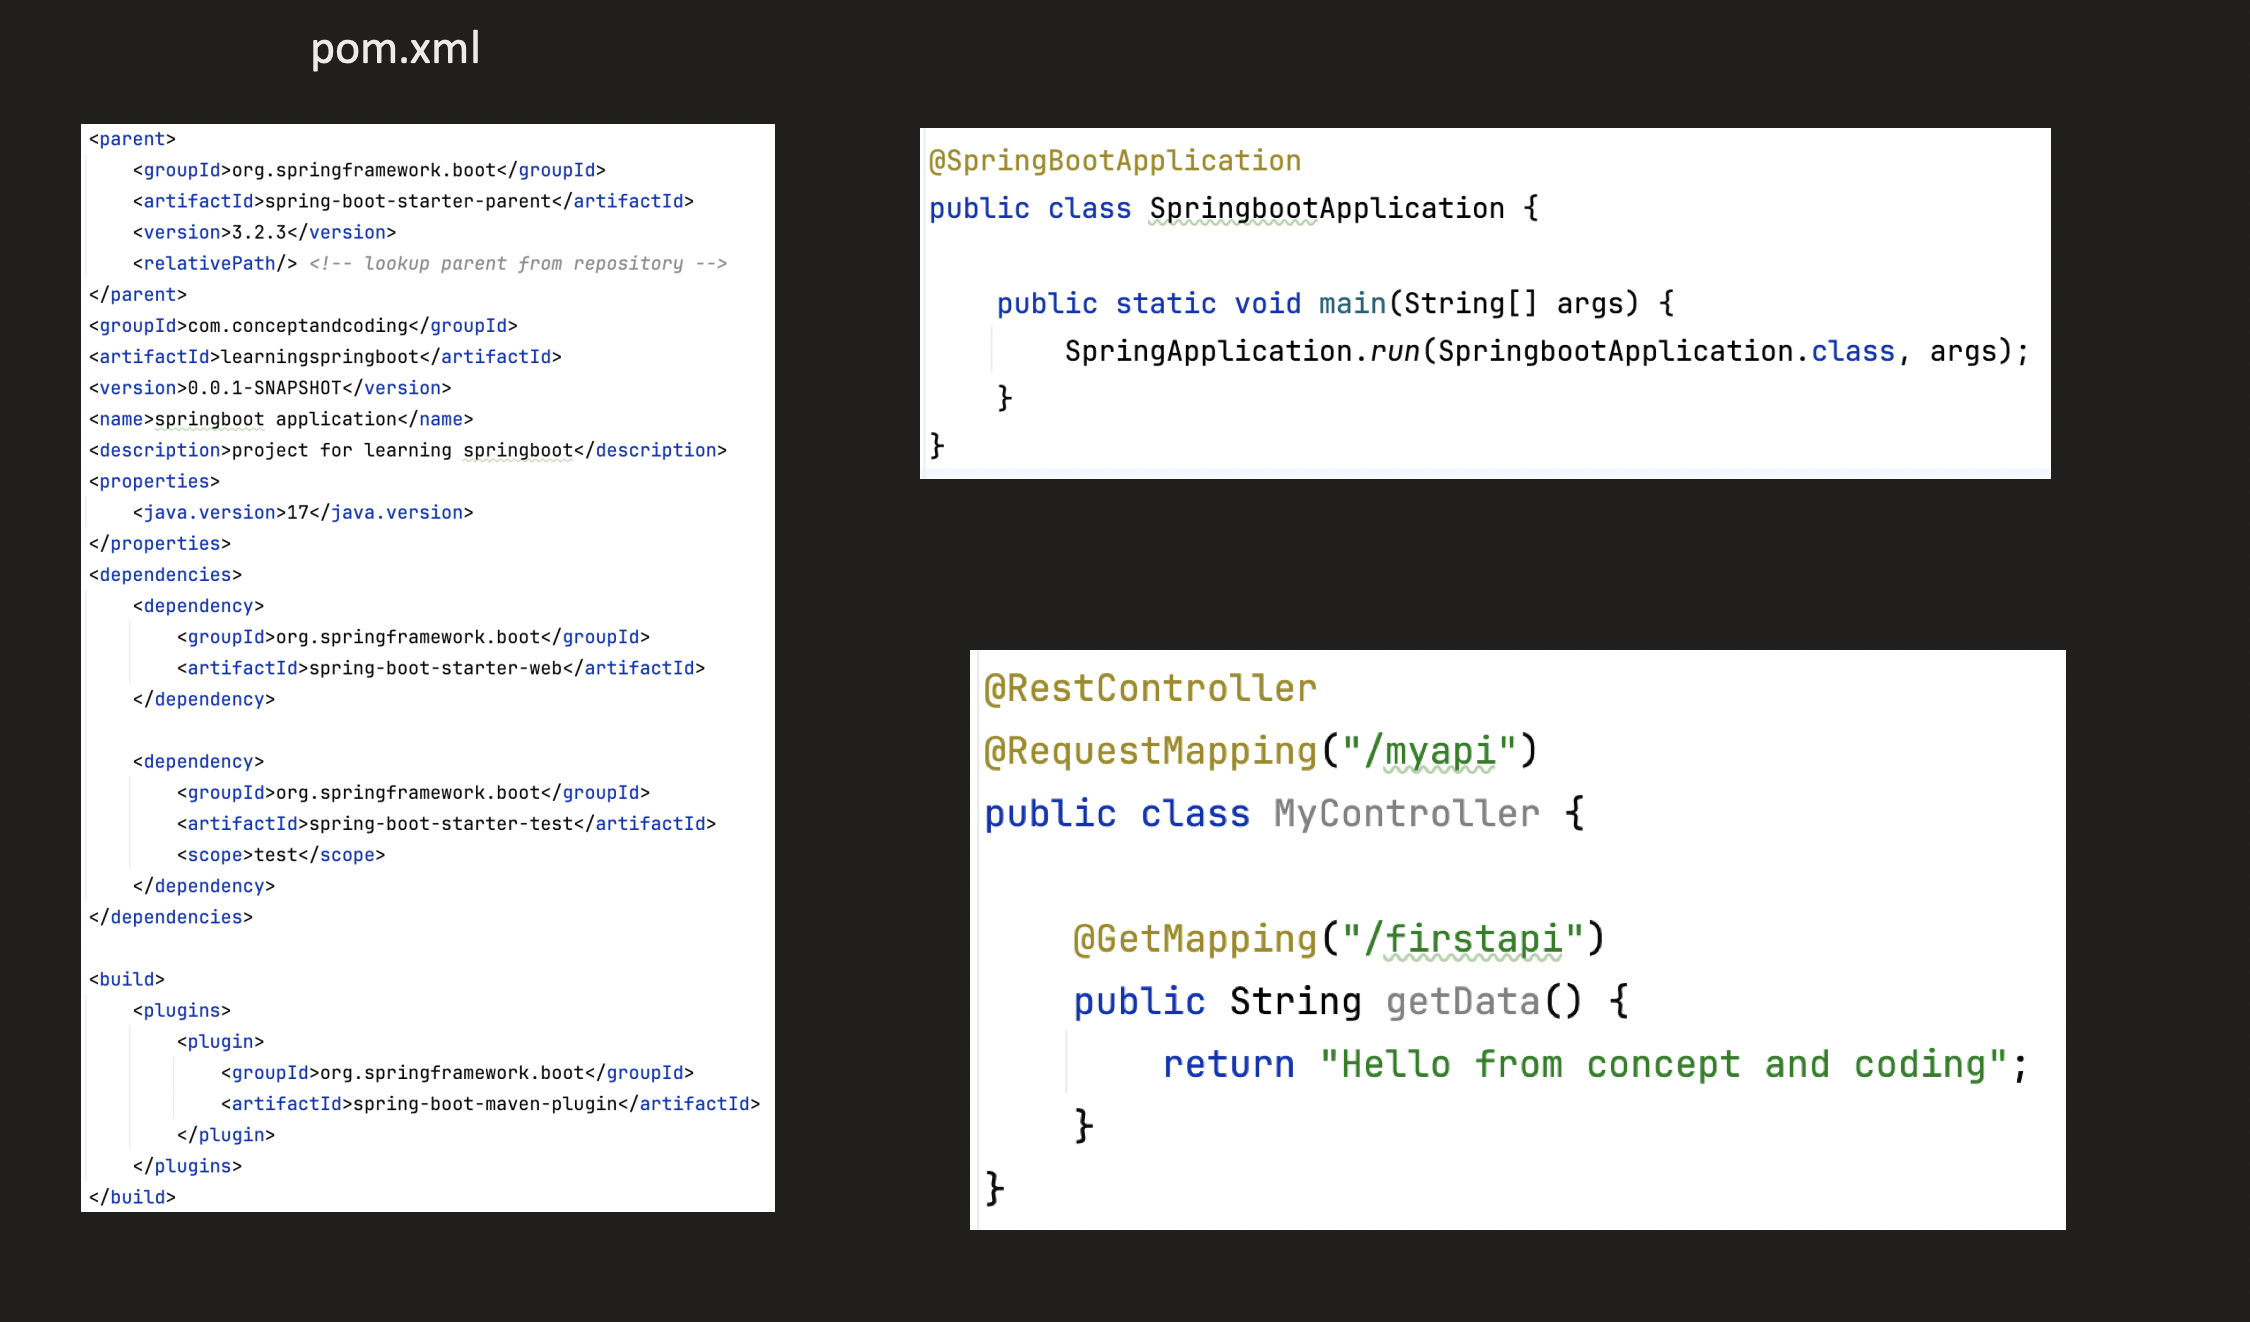 pom.xml
<parent>
    <groupId>org.springframework.boot</groupId>
    <artifactId>spring-boot-starter-parent</artifactId>
    <version>3.2.3</version>
    <relativePath/> <!-- lookup parent from repository -->
</parent>
<groupId>com.conceptandcoding</groupId>
<artifactId>learningspringboot</artifactId>
<version>0.0.1-SNAPSHOT</version>
<name>springboot application</name>
<description>project for learning springboot</description>
<properties>
    <java.version>17</java.version>
</properties>
<dependencies>
    <dependency>
        <groupId>org.springframework.boot</groupId>
        <artifactId>spring-boot-starter-web</artifactId>
    </dependency>

    <dependency>
        <groupId>org.springframework.boot</groupId>
        <artifactId>spring-boot-starter-test</artifactId>
        <scope>test</scope>
    </dependency>
</dependencies>

<build>
    <plugins>
        <plugin>
            <groupId>org.springframework.boot</groupId>
            <artifactId>spring-boot-maven-plugin</artifactId>
        </plugin>
    </plugins>
</build>
@SpringBootApplication
public class SpringbootApplication {

    public static void main(String[] args) {
        SpringApplication.run(SpringbootApplication.class, args);
    }
}
@RestController
@RequestMapping("/myapi")
public class MyController {

    @GetMapping("/firstapi")
    public String getData() {
        return "Hello from concept and coding";
    }
}